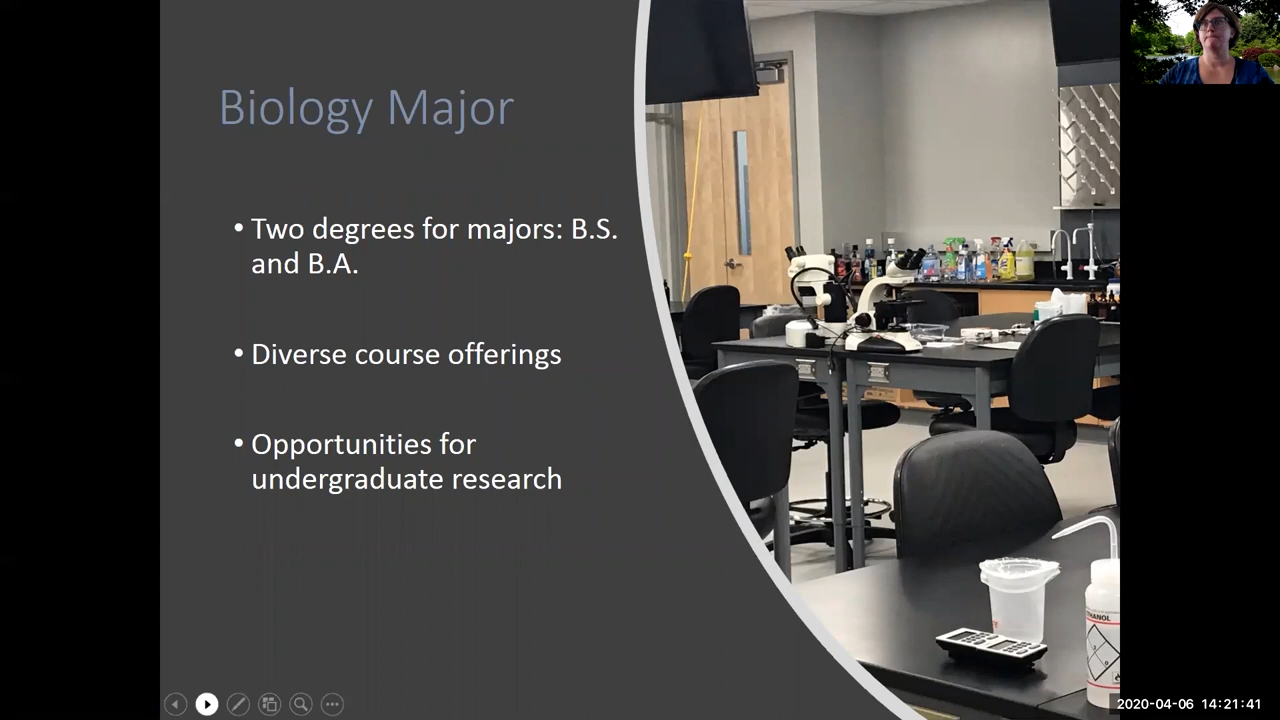 Biology Major
• Two degrees for majors: B.S.
and B.A.
• Diverse course offerings
• Opportunities for
undergraduate research
2020-04-06 14:21:41